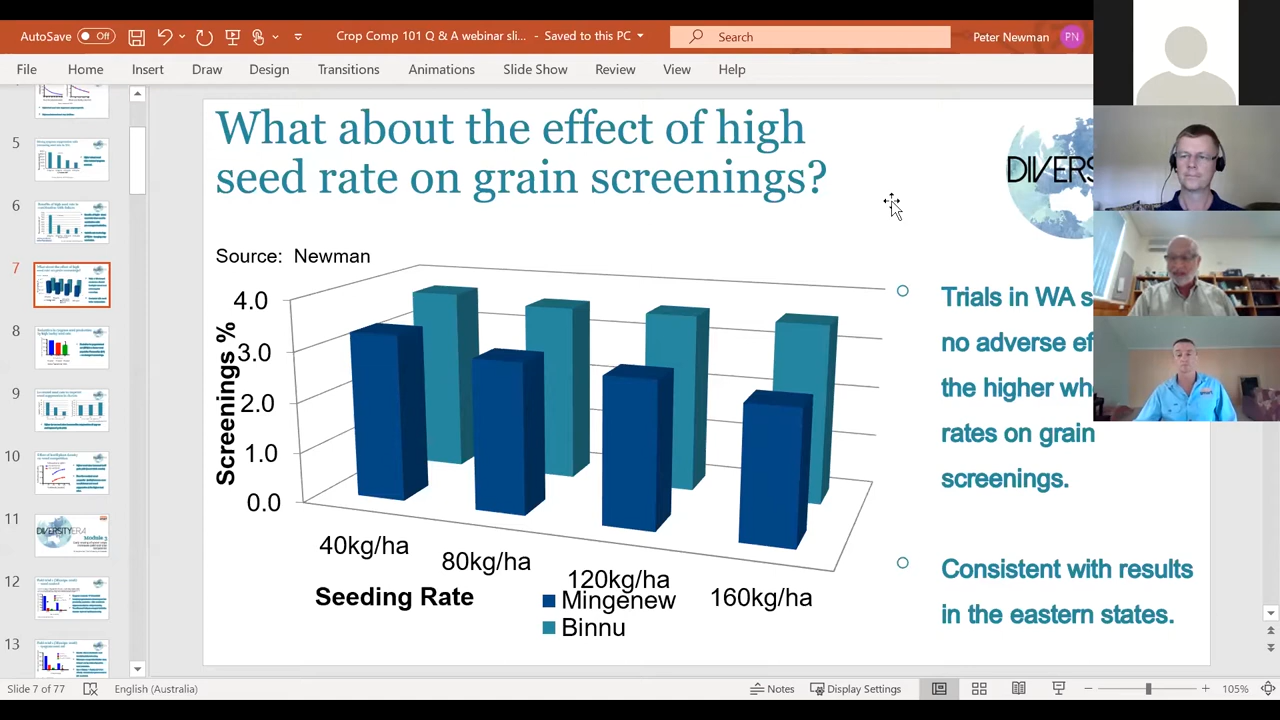 AutoSave
Off
Crop Comp 101 Q & A webinar sli... - Saved to this PC
Search
Peter Newman
PN
File
Home
Insert
Draw
Design
Transitions
Animations
Slide Show
Review
View
Help
5
6
7
8
9
10
11
12
13
What about the effect of high
seed rate on grain screenings?
DIVERSI
Source: Newman
4.0
3.0
2.0
1.0
0.0
Screenings %
40kg/ha
80kg/ha
120kg/ha
160kg/ha
Seeding Rate
Mingenew
Binnu
Trials in WA s
no adverse ef
the higher wh
rates on grain
screenings.
Consistent with results
in the eastern states.
Slide 7 of 77
English (Australia)
Notes
Display Settings
105%